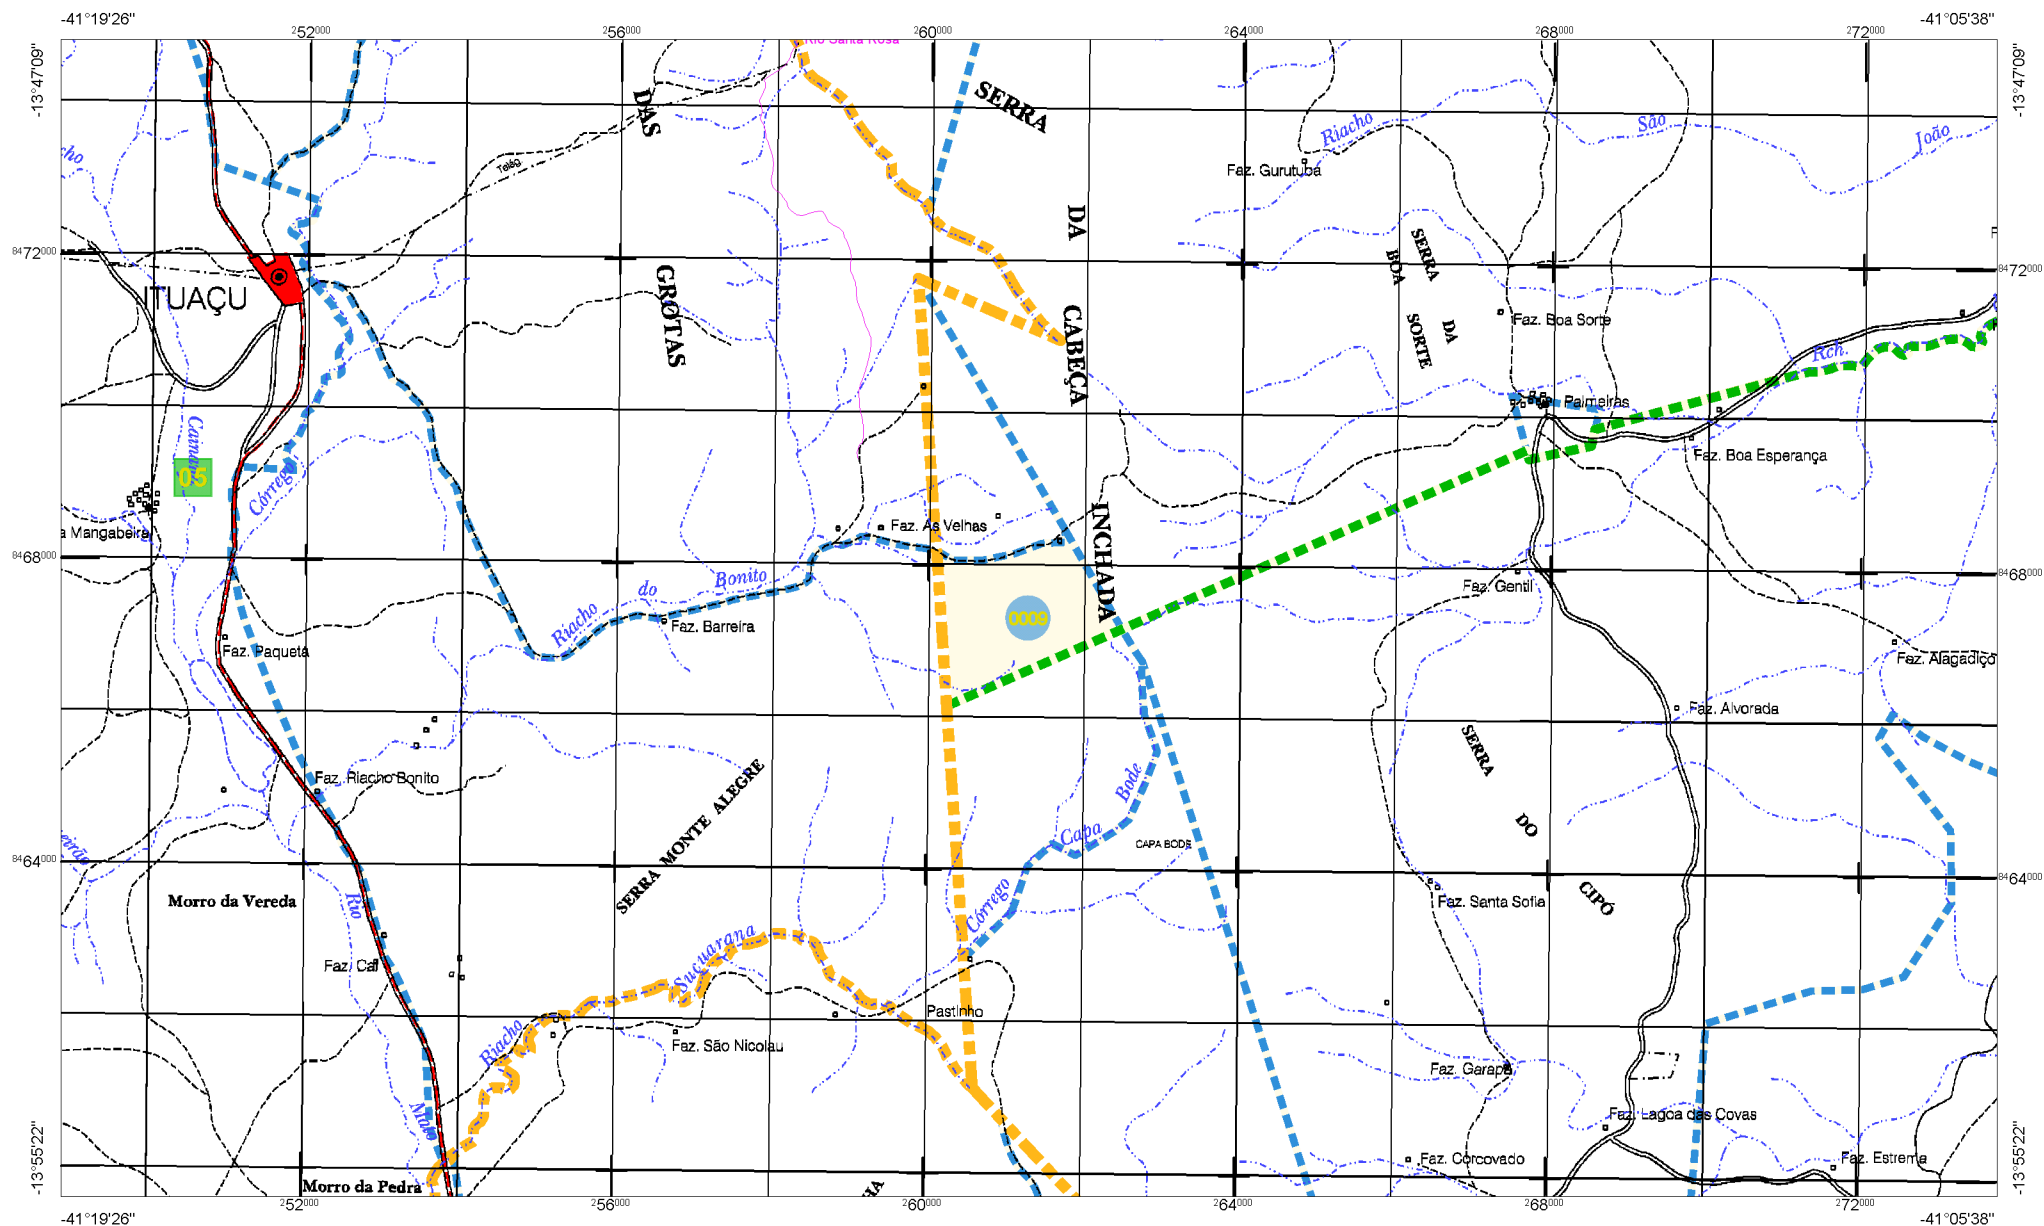 -41°19'26"
-41°05'38"
252000
256000
260000
264000
268000
272000
-13°47'09"
-13°47'09"
Rio Santa Rosa
SERRA
DAS
Riacho
São
João
cho
Teleg
Faz. Gurutuba
DA
SERRA
BOA
8472000
8472000
ITUAÇU
GROTAS
CABEÇA
Faz. Boa Sorte
DA
SORTE
Rch.
Palmeiras
Faz. Boa Esperança
05
Córrego
a Mangabeira
Faz. As Velhas
INCHADA
8468000
8468000
Bonito
do
Riacho
Faz. Barreira
0009
Faz. Gentil
Faz. Paquetá
Faz. Alagadiço
Faz. Alvorada
SERRA
Faz. Riacho Bonito
SERRA MONTE ALEGRE
Bode
Capa
CAPA BODE
DO
8464000
8464000
Morro da Vereda
Rio
Córrego
Faz. Santa Sofia
CIPÓ
Suçuarana
Faz. Caf
Pastinho
Riacho
Faz. São Nicolau
Faz. Garapa
Mato
Faz. Lagoa das Covas
Faz. Corcovado
Faz. Estrema
Morro da Pedra
HA
-13°55'22"
-13°55'22"
252000
256000
260000
264000
268000
272000
-41°19'26"
-41°05'38"